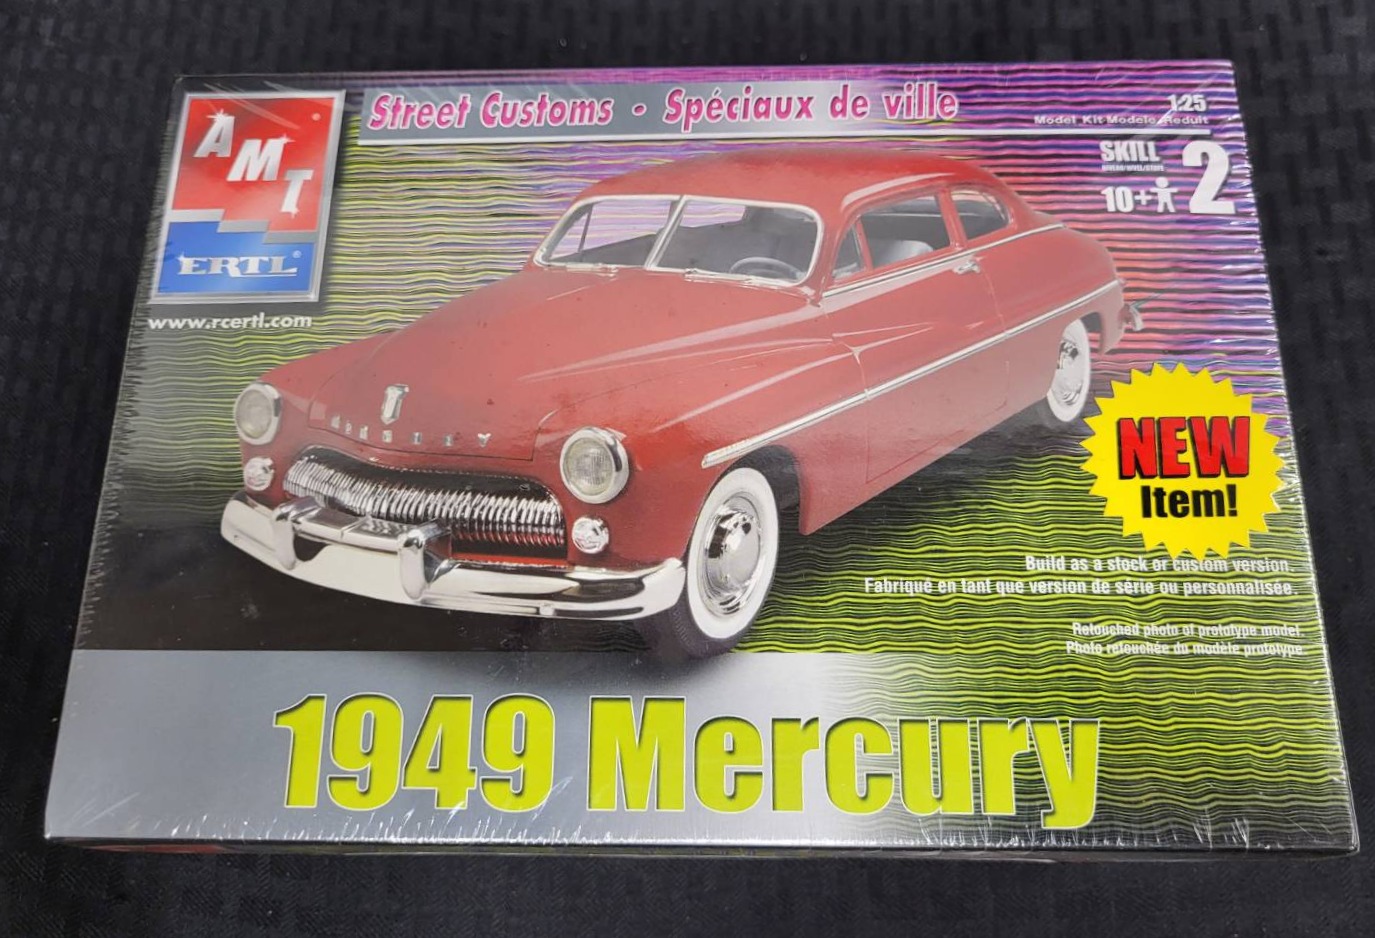 Street Customs • Spéciaux de ville
1:25
Model Kit Modele Reduit
AMT
ERTL®
www.rcertl.com
SKILL 2
10+
MERCURY
NEW
Item!
Build as a stock or custom version.
Fabriqué en tant que version de série ou personnalisée.
Retouched photo of prototype model.
Photo retouchée du modèle prototype.
1949 Mercury